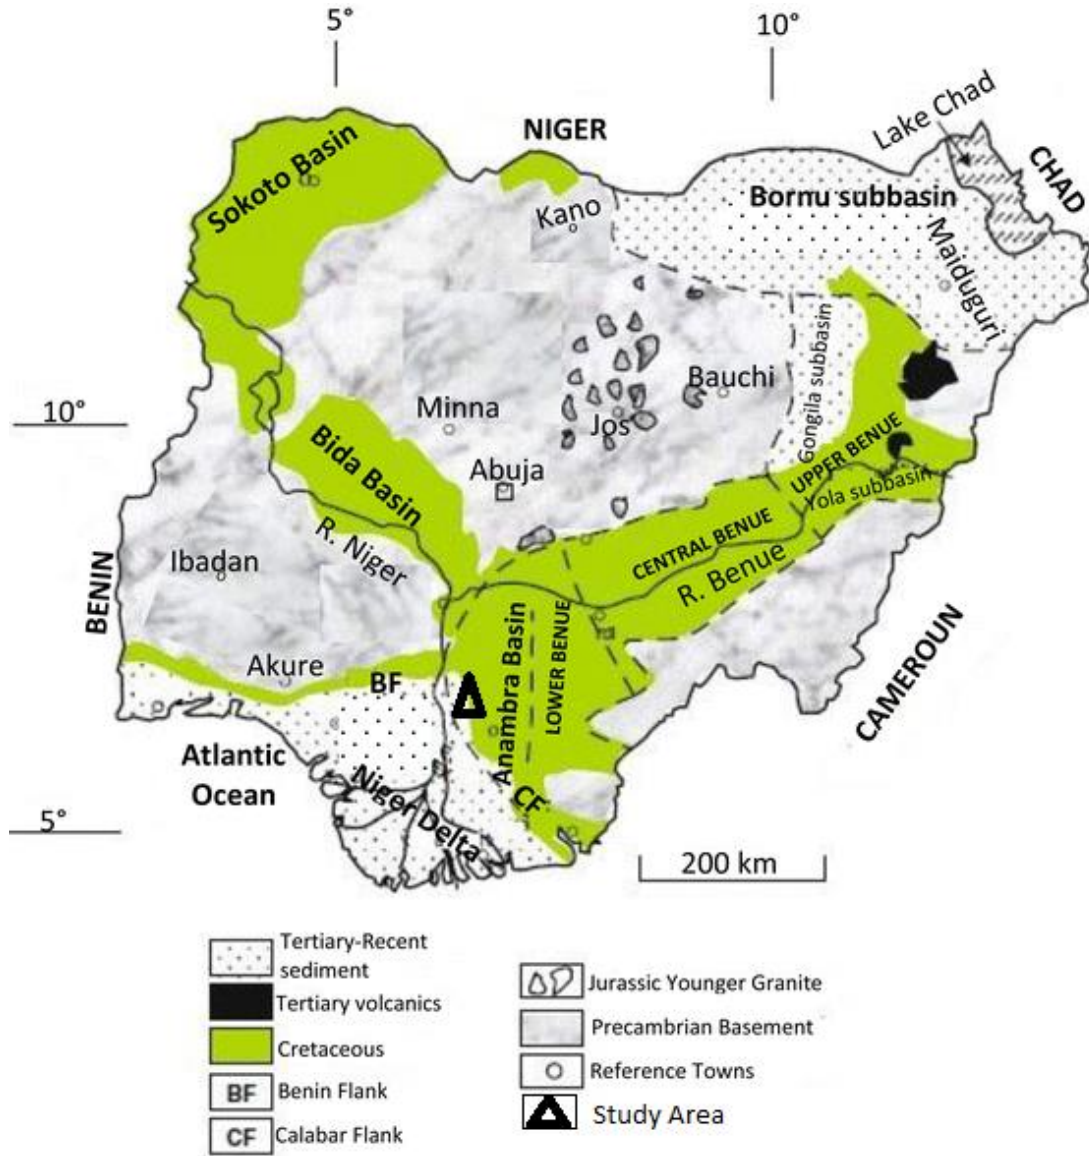 5°
10°
Lake Chad
NIGER
CHAD
Sokoto Basin
Kano
Bornu subbasin
Maiduguri
Gongila subbasin
Bauchi
10°
Minna
Jos
Bida Basin
Abuja
UPPER BENUE
Yola subbasin
CENTRAL BENUE
R. Niger
R. Benue
Ibadan
BENIN
Anambra Basin
LOWER BENUE
CAMEROUN
Akure
BF
Atlantic
Ocean
Niger Delta
CF
5°
200 km
Tertiary-Recent
sediment
Tertiary volcanics
Cretaceous
BF Benin Flank
CF Calabar Flank
Jurassic Younger Granite
Precambrian Basement
Reference Towns
Study Area